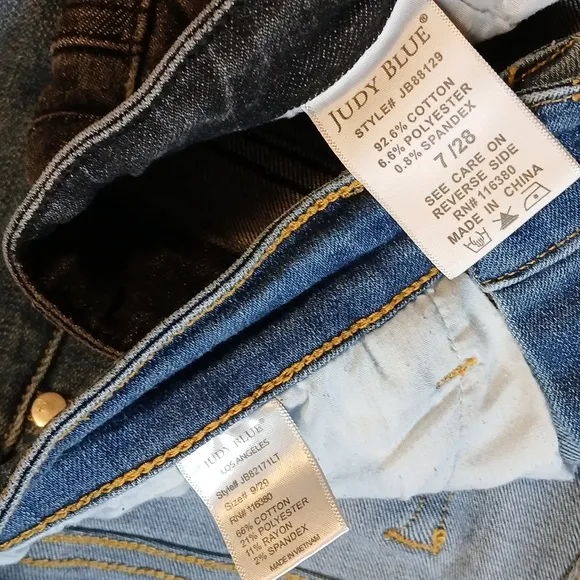 JUDY BLUE®
STYLE# JB88129
92.6% COTTON
6.6% POLYESTER
0.8% SPANDEX
7 /28
SEE CARE ON
REVERSE SIDE
RN# 116380
MADE IN CHINA
JUDY BLUE®
LOS ANGELES
Style# JB82171LT
Size# 9/29
RN# 116380
66% COTTON
21% POLYESTER
11% RAYON
2% SPANDEX
MADE IN VIETNAM